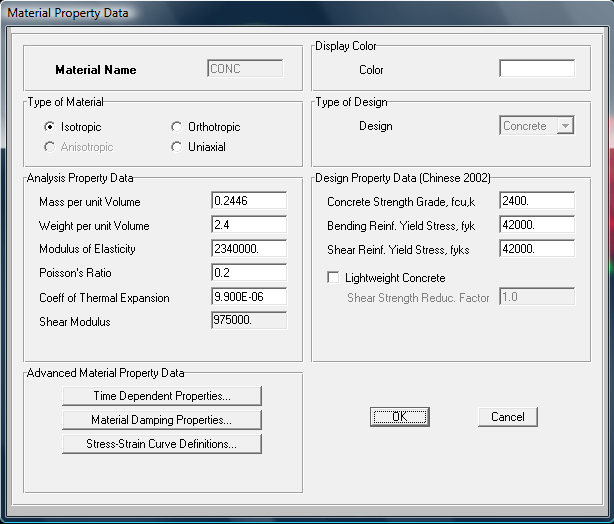 Material Property Data
Material Name
CONC
Display Color
Color
Type of Material
Isotropic
Orthotropic
Anisotropic
Uniaxial
Type of Design
Design
Concrete
Analysis Property Data
Mass per unit Volume
0.2446
Weight per unit Volume
2.4
Modulus of Elasticity
2340000.
Poisson's Ratio
0.2
Coeff of Thermal Expansion
9.900E-06
Shear Modulus
975000.
Design Property Data (Chinese 2002)
Concrete Strength Grade, fcu,k
2400.
Bending Reinf. Yield Stress, fyk
42000.
Shear Reinf. Yield Stress, fyks
42000.
Lightweight Concrete
Shear Strength Reduc. Factor
1.0
Advanced Material Property Data
Time Dependent Properties...
Material Damping Properties...
Stress-Strain Curve Definitions...
OK
Cancel